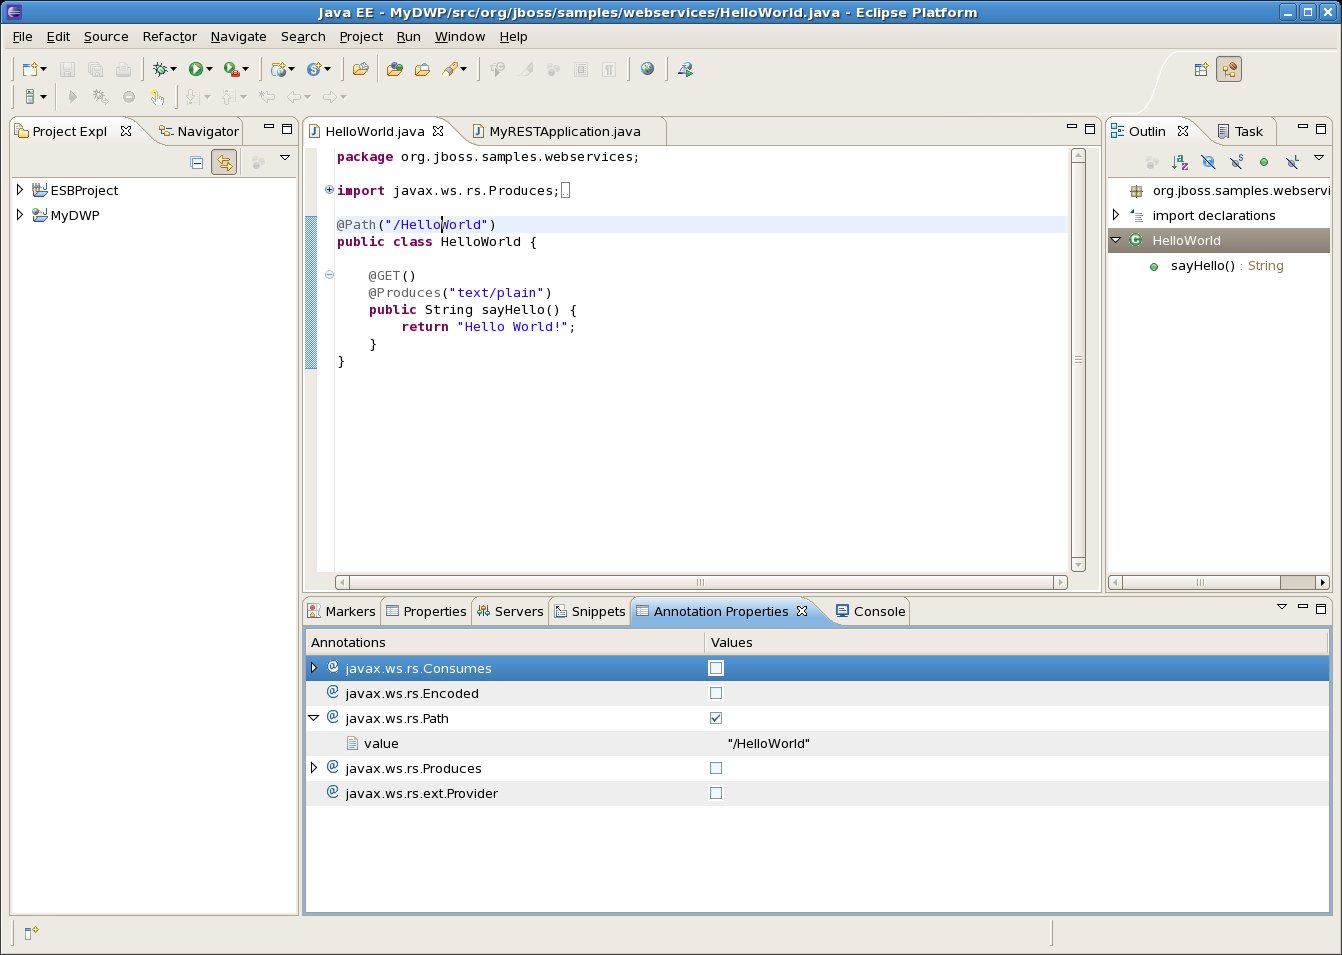 Java EE - MyDWP/src/org/jboss/samples/webservices/HelloWorld.java - Eclipse Platform
File Edit Source Refactor Navigate Search Project Run Window Help
Project Expl Navigator
ESBProject
MyDWP
HelloWorld.java MyRESTApplication.java
package org.jboss.samples.webservices;
import javax.ws.rs.Produces;
@Path("/HelloWorld")
public class HelloWorld {
@GET()
@Produces("text/plain")
public String sayHello() {
return "Hello World!";
}
}
Outlin Task
org.jboss.samples.webservi
import declarations
HelloWorld
sayHello() : String
Markers Properties Servers Snippets Annotation Properties Console
Annotations Values
javax.ws.rs.Consumes
javax.ws.rs.Encoded
javax.ws.rs.Path
value "/HelloWorld"
javax.ws.rs.Produces
javax.ws.rs.ext.Provider